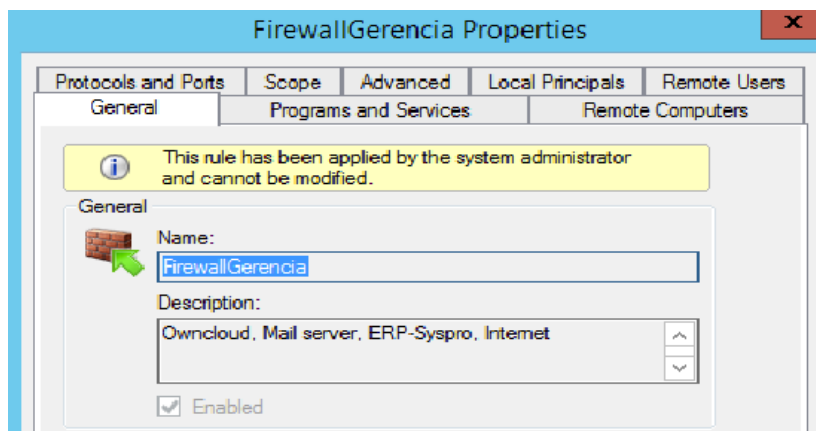 FirewallGerencia Properties
x
Protocols and Ports Scope Advanced Local Principals Remote Users
General Programs and Services Remote Computers
This rule has been applied by the system administrator
and cannot be modified.
General
Name:
FirewallGerencia
Description:
Owncloud, Mail server, ERP-Syspro, Internet
Enabled